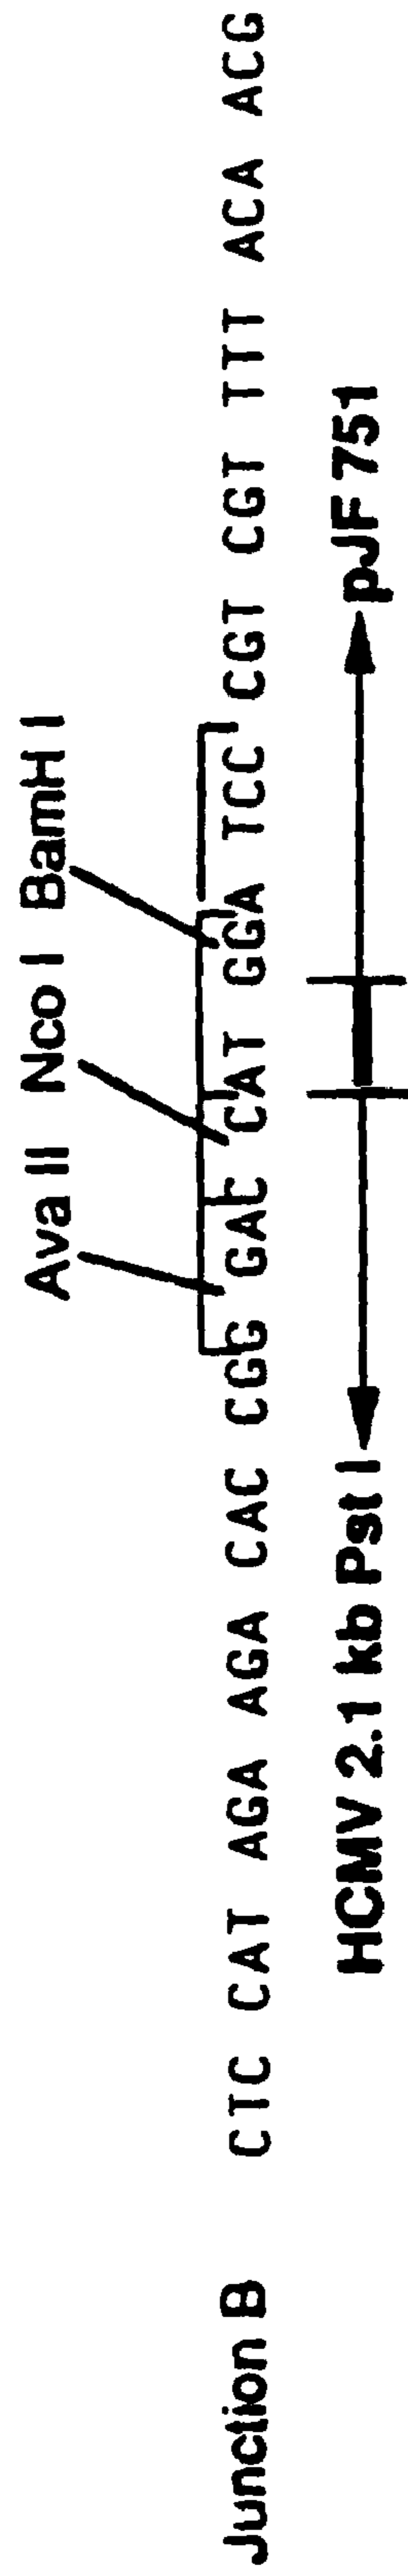 Ava II Nco I BamH I
Junction B CTC CAT AGA AGA CAC CGG GAC CAT GGA TCC CGT CGT TTT ACA ACG
HCMV 2.1 kb Pst I pJF 751